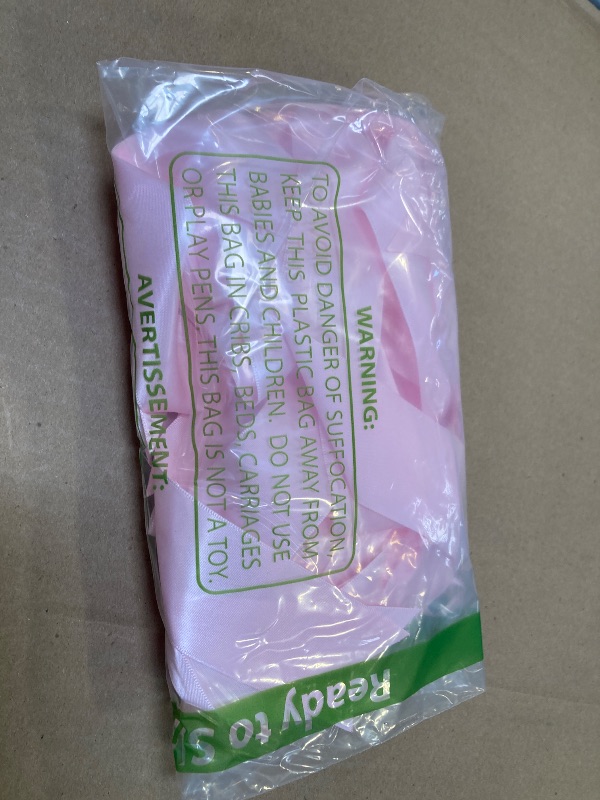 WARNING:
TO AVOID DANGER OF SUFFOCATION,
KEEP THIS PLASTIC BAG AWAY FROM
BABIES AND CHILDREN. DO NOT USE
THIS BAG IN CRIBS, BEDS, CARRIAGES
OR PLAY PENS. THIS BAG IS NOT A TOY.
AVERTISSEMENT:
Ready to